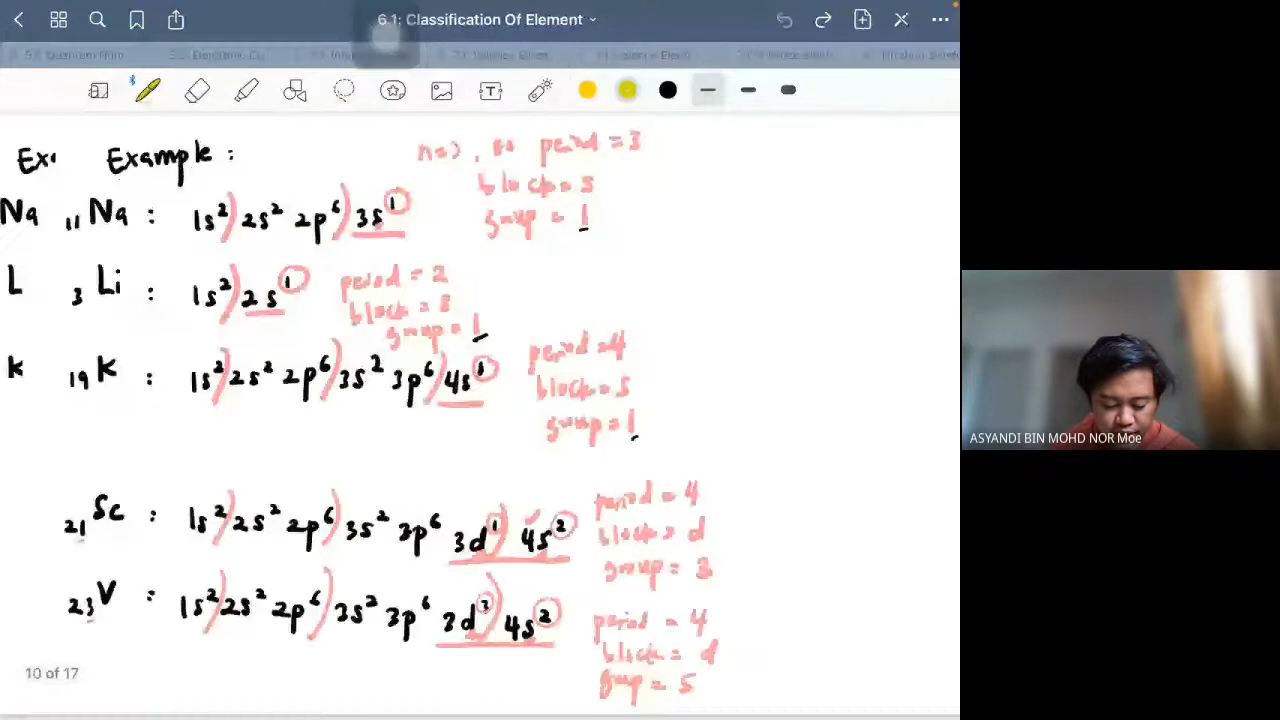 6.1: Classification Of Element
Ex Example :
n=3, so period = 3
block = s
group = 1
Na ₁₁Na : 1s² 2s² 2p⁶ 3s¹
L ₃Li : 1s² 2s¹
period = 2
block = s
group = 1
K ₁₉K : 1s² 2s² 2p⁶ 3s² 3p⁶ 4s¹
period = 4
block = s
group = 1
₂₁Sc : 1s² 2s² 2p⁶ 3s² 3p⁶ 3d¹ 4s²
period = 4
block = d
group = 3
₂₃V : 1s² 2s² 2p⁶ 3s² 3p⁶ 3d³ 4s²
period = 4
block = d
group = 5
10 of 17
ASYANDI BIN MOHD NOR Moe